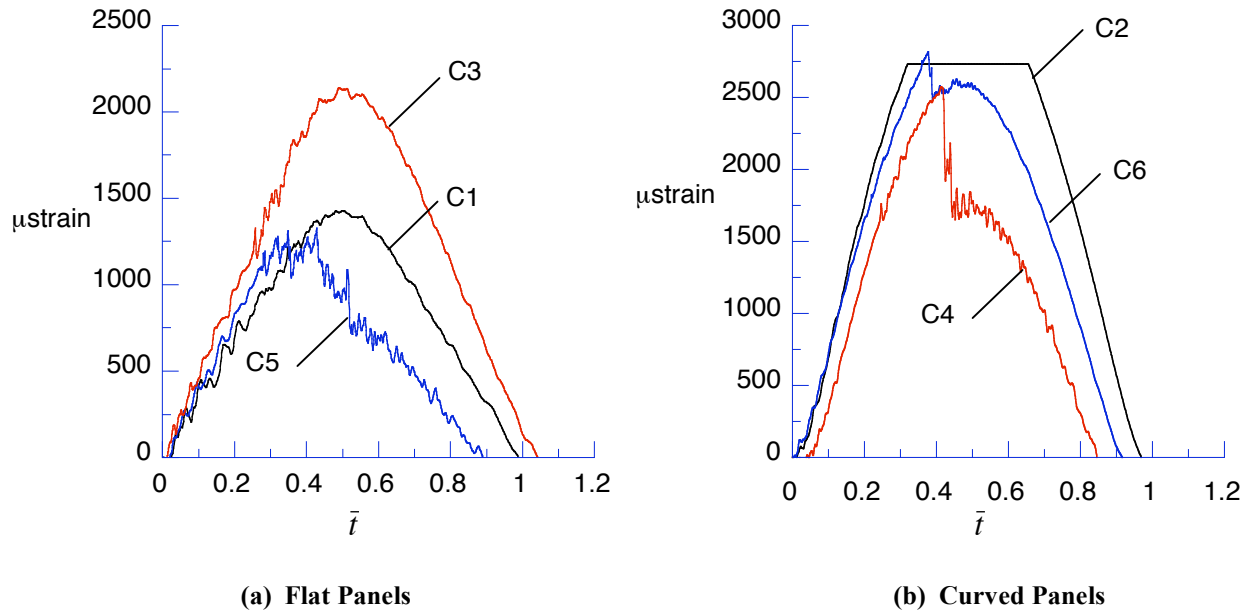 2500
2000
1500
1000
500
0
μstrain
C3
C1
C5
0 0.2 0.4 0.6 0.8 1 1.2
t̄
(a) Flat Panels
3000
2500
2000
1500
1000
500
0
μstrain
C2
C6
C4
0 0.2 0.4 0.6 0.8 1 1.2
t̄
(b) Curved Panels